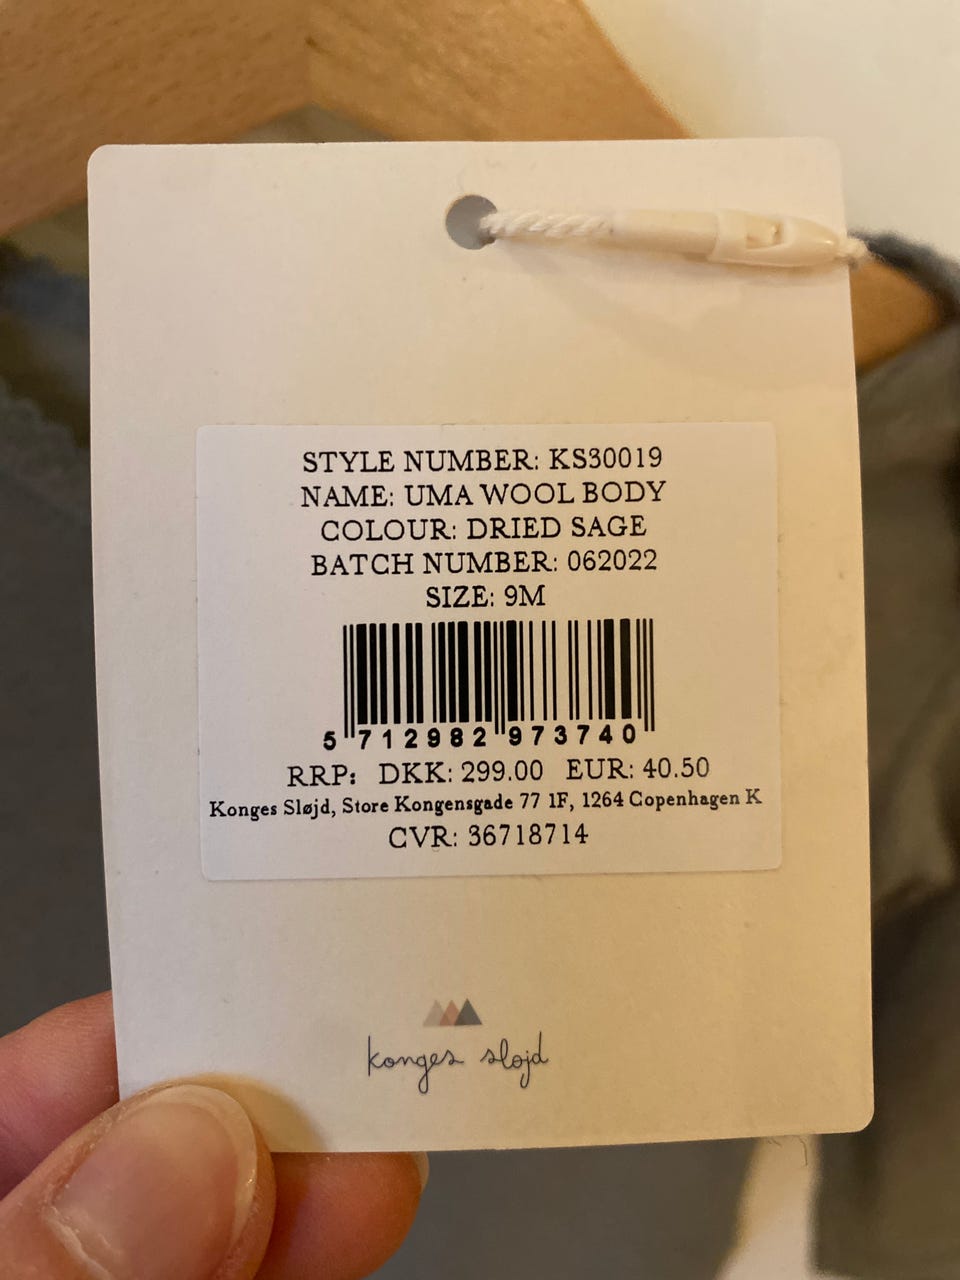 STYLE NUMBER: KS30019
NAME: UMA WOOL BODY
COLOUR: DRIED SAGE
BATCH NUMBER: 062022
SIZE: 9M
5 712982 973740
RRP: DKK: 299.00 EUR: 40.50
Konges Sløjd, Store Kongensgade 77 1F, 1264 Copenhagen K
CVR: 36718714
konges sløjd